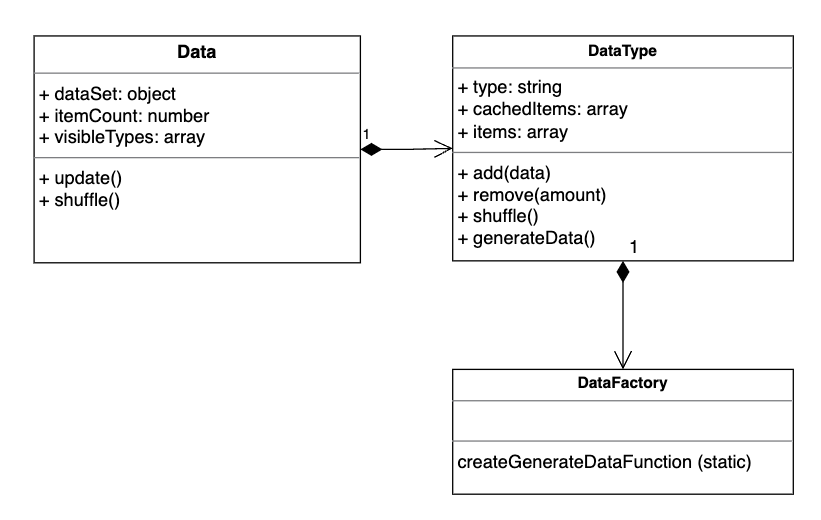 Data
+ dataSet: object
+ itemCount: number
+ visibleTypes: array
+ update()
+ shuffle()
1
DataType
+ type: string
+ cachedItems: array
+ items: array
+ add(data)
+ remove(amount)
+ shuffle()
+ generateData()
1
DataFactory
createGenerateDataFunction (static)